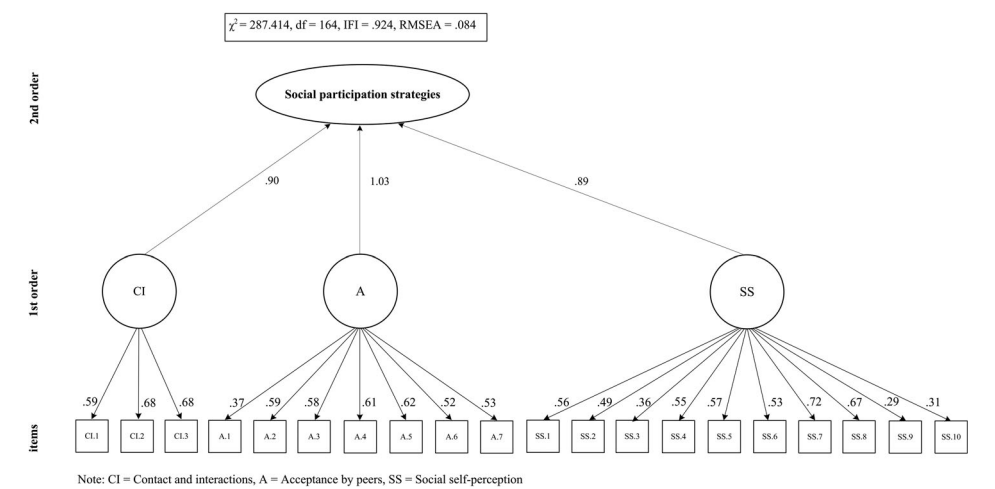 χ² = 287.414, df = 164, IFI = .924, RMSEA = .084
2nd order
Social participation strategies
.90
1.03
.89
1st order
CI
A
SS
.59 .68 .68 .37 .59 .58 .61 .62 .52 .53 .56 .49 .36 .55 .57 .53 .72 .67 .29 .31
items
CI.1 CI.2 CI.3 A.1 A.2 A.3 A.4 A.5 A.6 A.7 SS.1 SS.2 SS.3 SS.4 SS.5 SS.6 SS.7 SS.8 SS.9 SS.10
Note: CI = Contact and interactions, A = Acceptance by peers, SS = Social self-perception